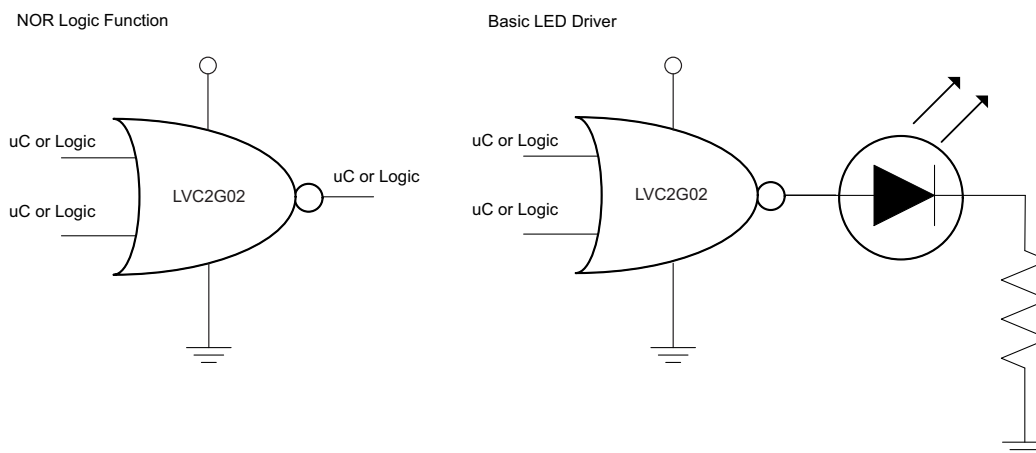 NOR Logic Function
uC or Logic
uC or Logic
LVC2G02
uC or Logic
Basic LED Driver
uC or Logic
uC or Logic
LVC2G02